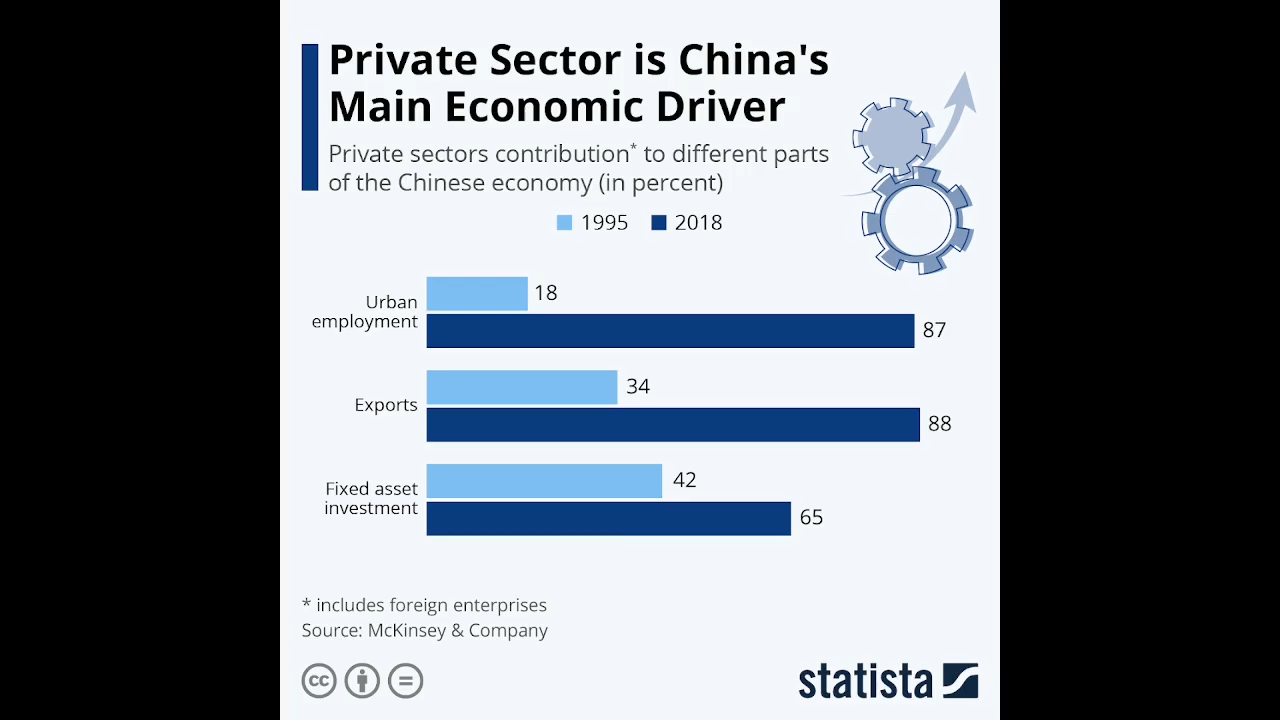 Private Sector is China's
Main Economic Driver
Private sectors contribution* to different parts
of the Chinese economy (in percent)
1995 2018
Urban
employment
18
87
Exports
34
88
Fixed asset
investment
42
65
* includes foreign enterprises
Source: McKinsey & Company
cc
statista